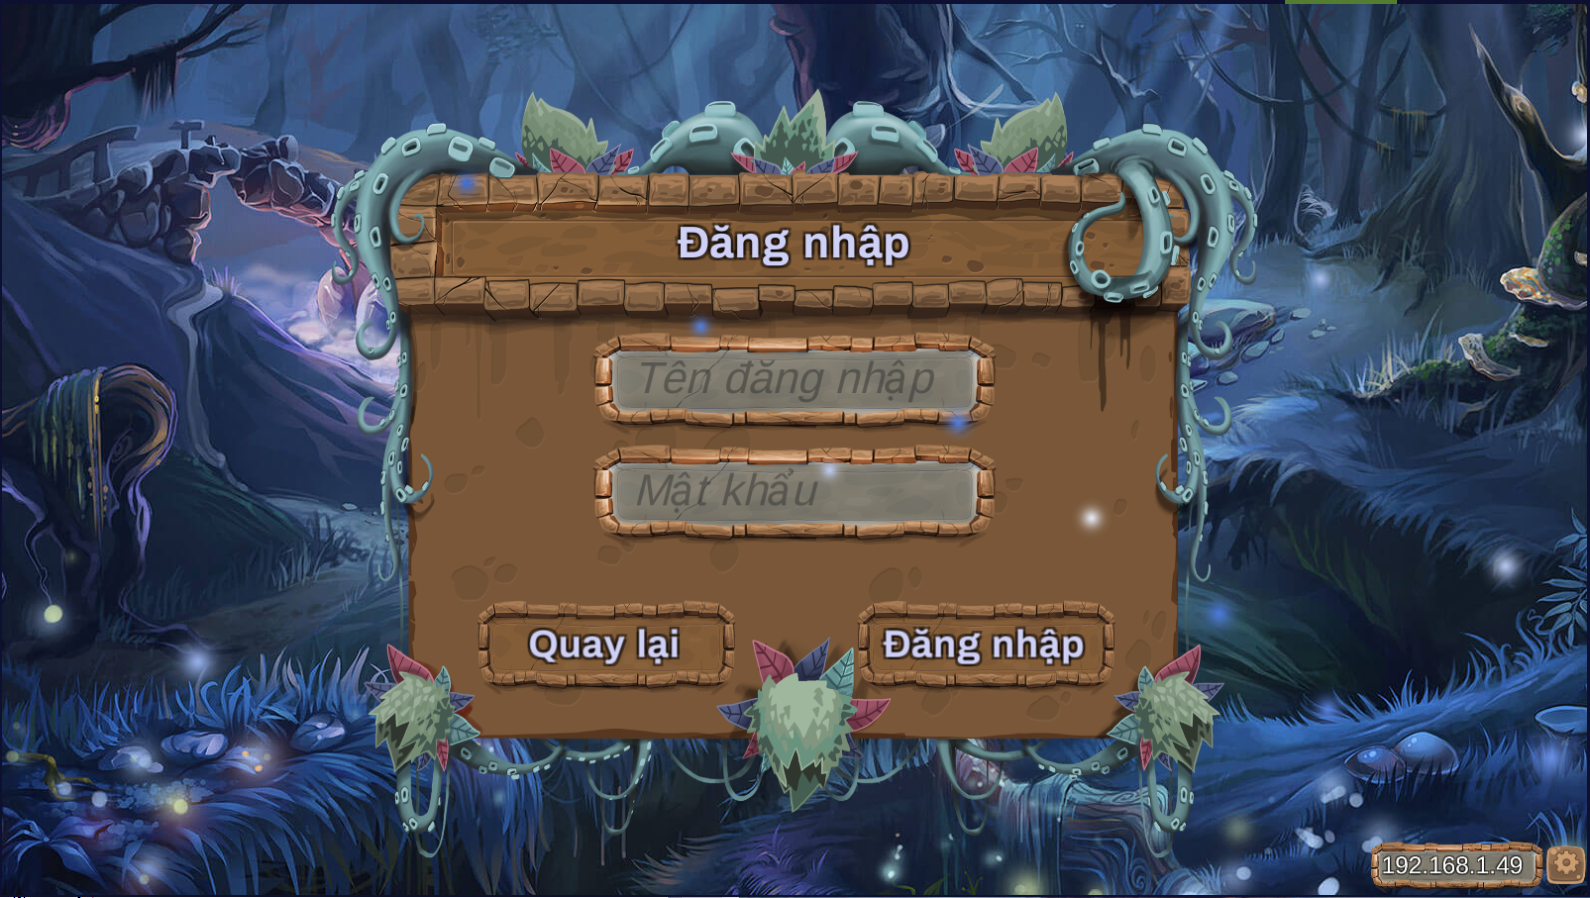 Đăng nhập
Tên đăng nhập
Mật khẩu
Quay lại
Đăng nhập
192.168.1.49